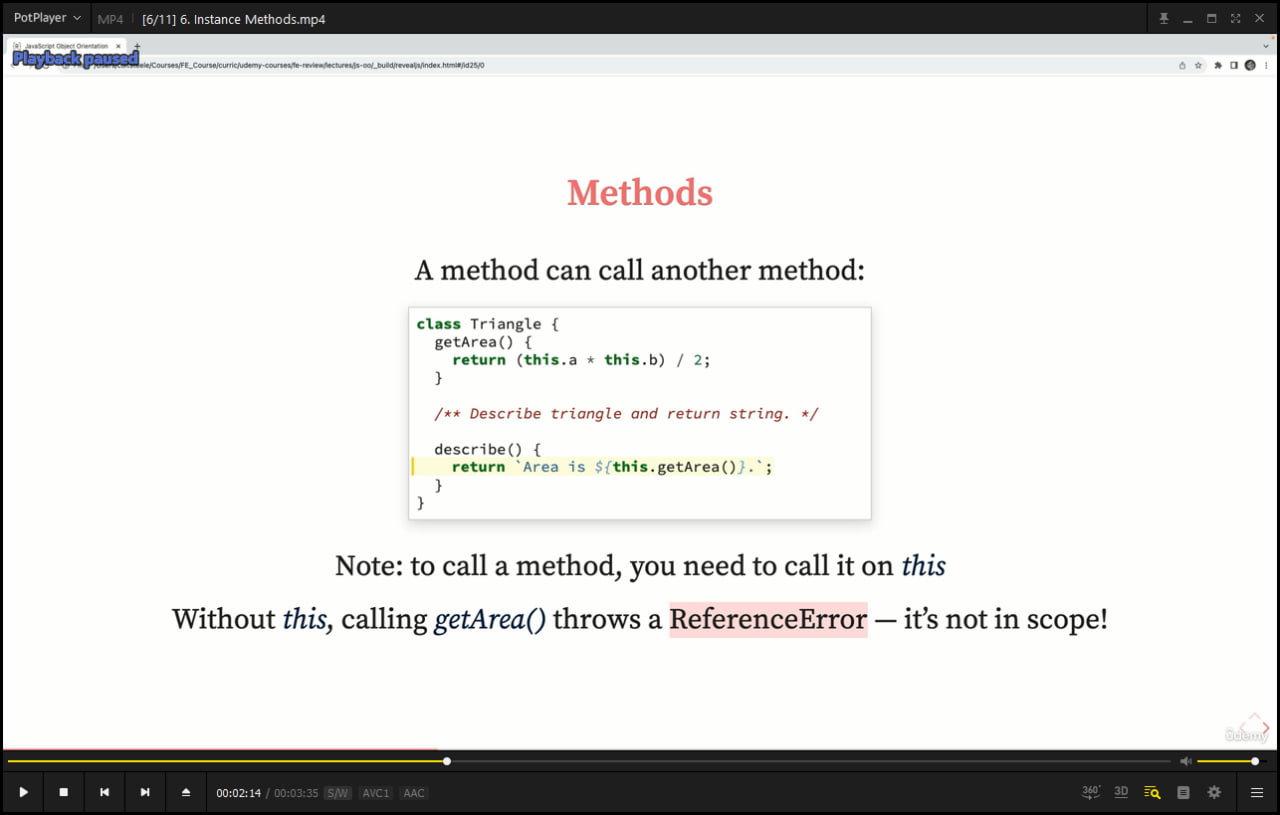 PotPlayer MP4 [6/11] 6. Instance Methods.mp4
JavaScript Object Orientation
Playback paused
/Courses/FE_Course/curric/udemy-courses/fe-review/lectures/js-oo/_build/revealjs/index.html#/id25/0
Methods
A method can call another method:
class Triangle {
getArea() {
return (this.a * this.b) / 2;
}
/** Describe triangle and return string. */
describe() {
return `Area is ${this.getArea()}.`;
}
}
Note: to call a method, you need to call it on this
Without this, calling getArea() throws a ReferenceError — it’s not in scope!
ûdemy
00:02:14 / 00:03:35 S/W AVC1 AAC
360° 3D